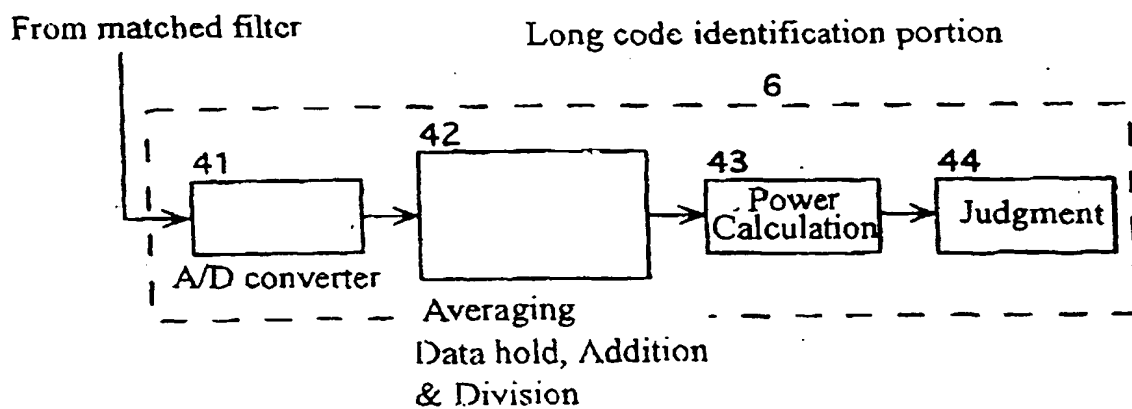 From matched filter
Long code identification portion
6
41
42
43
44
Power
Calculation
Judgment
A/D converter
Averaging
Data hold, Addition
& Division